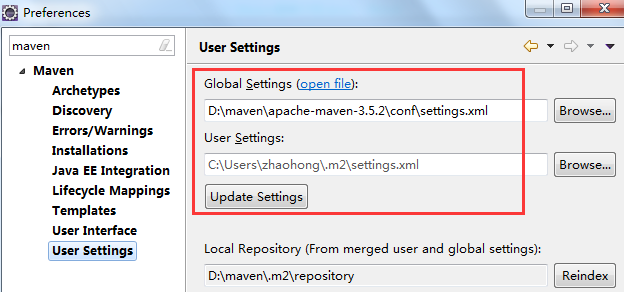 Preferences
maven
Maven
Archetypes
Discovery
Errors/Warnings
Installations
Java EE Integration
Lifecycle Mappings
Templates
User Interface
User Settings
User Settings
Global Settings (open file):
D:\maven\apache-maven-3.5.2\conf\settings.xml
Browse...
User Settings:
C:\Users\zhaohong\.m2\settings.xml
Browse...
Update Settings
Local Repository (From merged user and global settings):
D:\maven\.m2\repository
Reindex